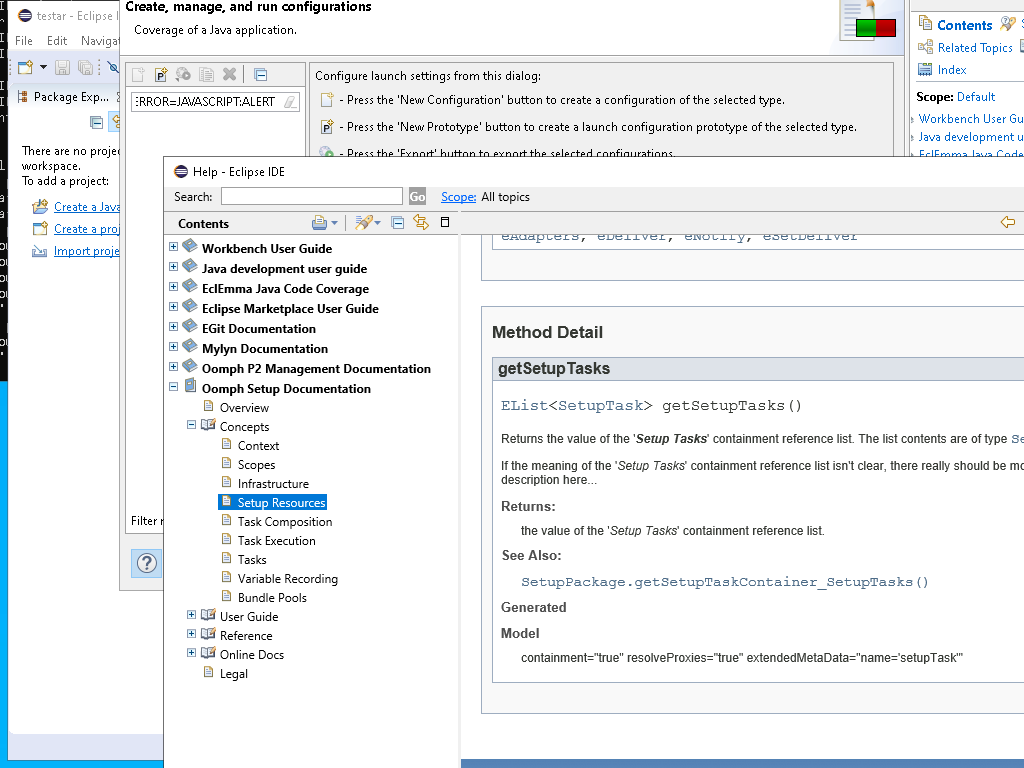 testar - Eclipse I
File Edit Navigat
Package Exp...
There are no projec
workspace.
To add a project:
Create a Java
Create a proj
Import proje
Create, manage, and run configurations
Coverage of a Java application.
ERROR=JAVASCRIPT:ALERT
Configure launch settings from this dialog:
- Press the 'New Configuration' button to create a configuration of the selected type.
- Press the 'New Prototype' button to create a launch configuration prototype of the selected type.
- Press the 'Export' button to export the selected configurations.
Filter r
Contents
Related Topics
Index
Scope: Default
Workbench User Gu
Java development u
EclEmma Java Code
Help - Eclipse IDE
Search: Go Scope: All topics
Contents
Workbench User Guide
Java development user guide
EclEmma Java Code Coverage
Eclipse Marketplace User Guide
EGit Documentation
Mylyn Documentation
Oomph P2 Management Documentation
Oomph Setup Documentation
Overview
Concepts
Context
Scopes
Infrastructure
Setup Resources
Task Composition
Task Execution
Tasks
Variable Recording
Bundle Pools
User Guide
Reference
Online Docs
Legal
eAdapters, eDeliver, eNotify, eSetDeliver
Method Detail
getSetupTasks
EList<SetupTask> getSetupTasks()
Returns the value of the 'Setup Tasks' containment reference list. The list contents are of type Se
If the meaning of the 'Setup Tasks' containment reference list isn't clear, there really should be mo
description here...
Returns:
the value of the 'Setup Tasks' containment reference list.
See Also:
SetupPackage.getSetupTaskContainer_SetupTasks()
Generated
Model
containment="true" resolveProxies="true" extendedMetaData="name='setupTask'"